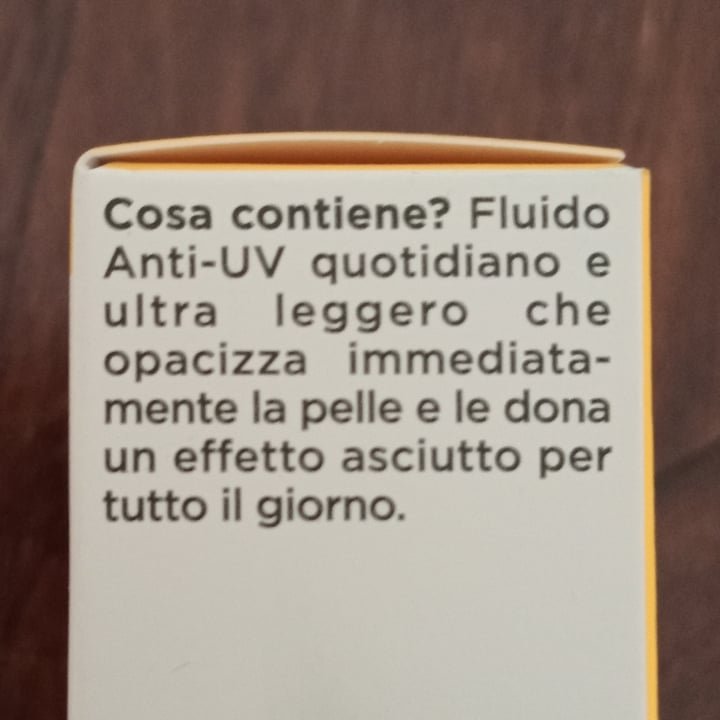 Cosa contiene? Fluido
Anti-UV quotidiano e
ultra leggero che
opacizza immediata-
mente la pelle e le dona
un effetto asciutto per
tutto il giorno.